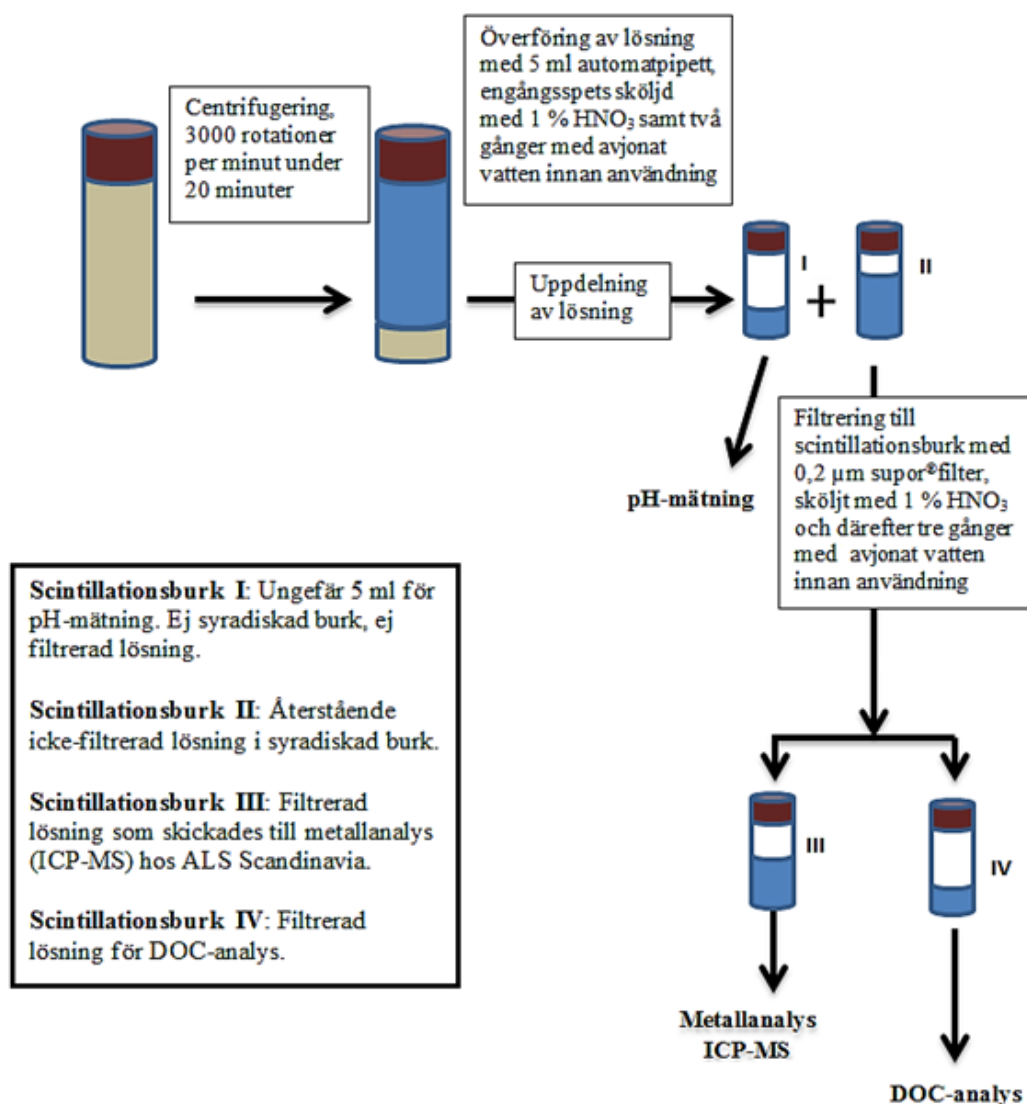 Centrifugering,
3000 rotationer
per minut under
20 minuter
Överföring av lösning
med 5 ml automatpipett,
engångsspets sköljd
med 1 % HNO₃ samt två
gånger med avjonat
vatten innan användning
Uppdelning
av lösning
I
+
II
pH-mätning
Filtrering till
scintillationsburk med
0,2 µm supor®filter,
sköljt med 1 % HNO₃
och därefter tre gånger
med avjonat vatten
innan användning
Scintillationsburk I: Ungefär 5 ml för
pH-mätning. Ej syradiskad burk, ej
filtrerad lösning.
Scintillationsburk II: Återstående
icke-filtrerad lösning i syradiskad burk.
Scintillationsburk III: Filtrerad
lösning som skickades till metallanalys
(ICP-MS) hos ALS Scandinavia.
Scintillationsburk IV: Filtrerad
lösning för DOC-analys.
III
IV
Metallanalys
ICP-MS
DOC-analys